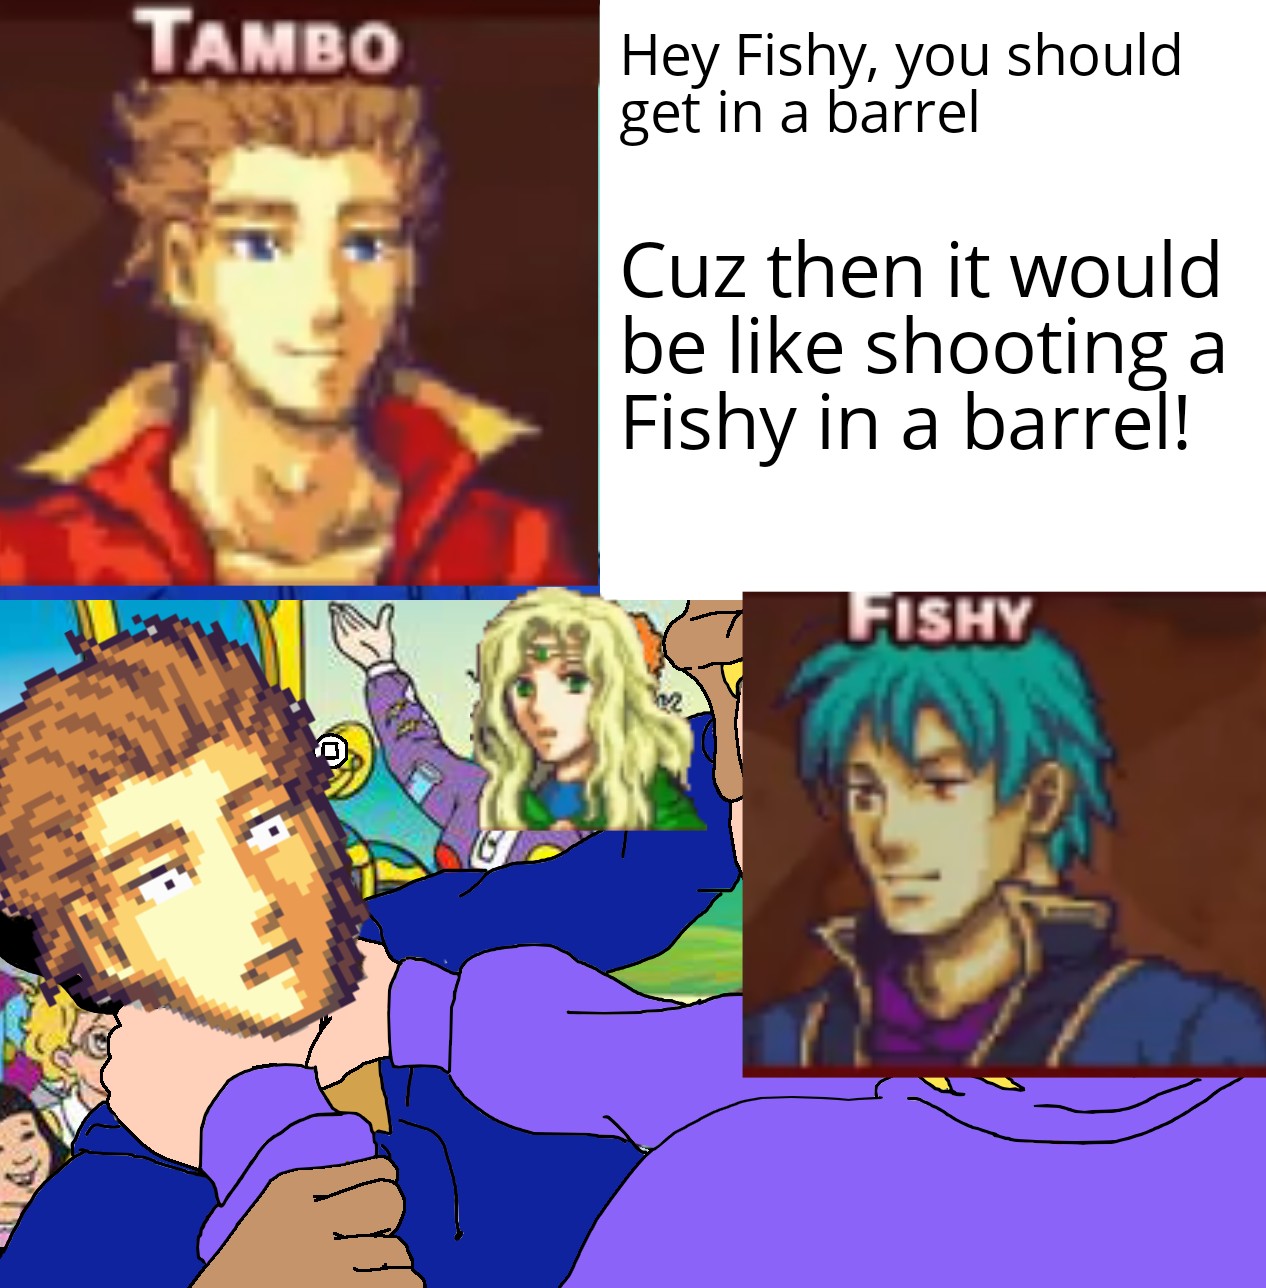 TAMBO
Hey Fishy, you should
get in a barrel
Cuz then it would
be like shooting a
Fishy in a barrel!
FISHY